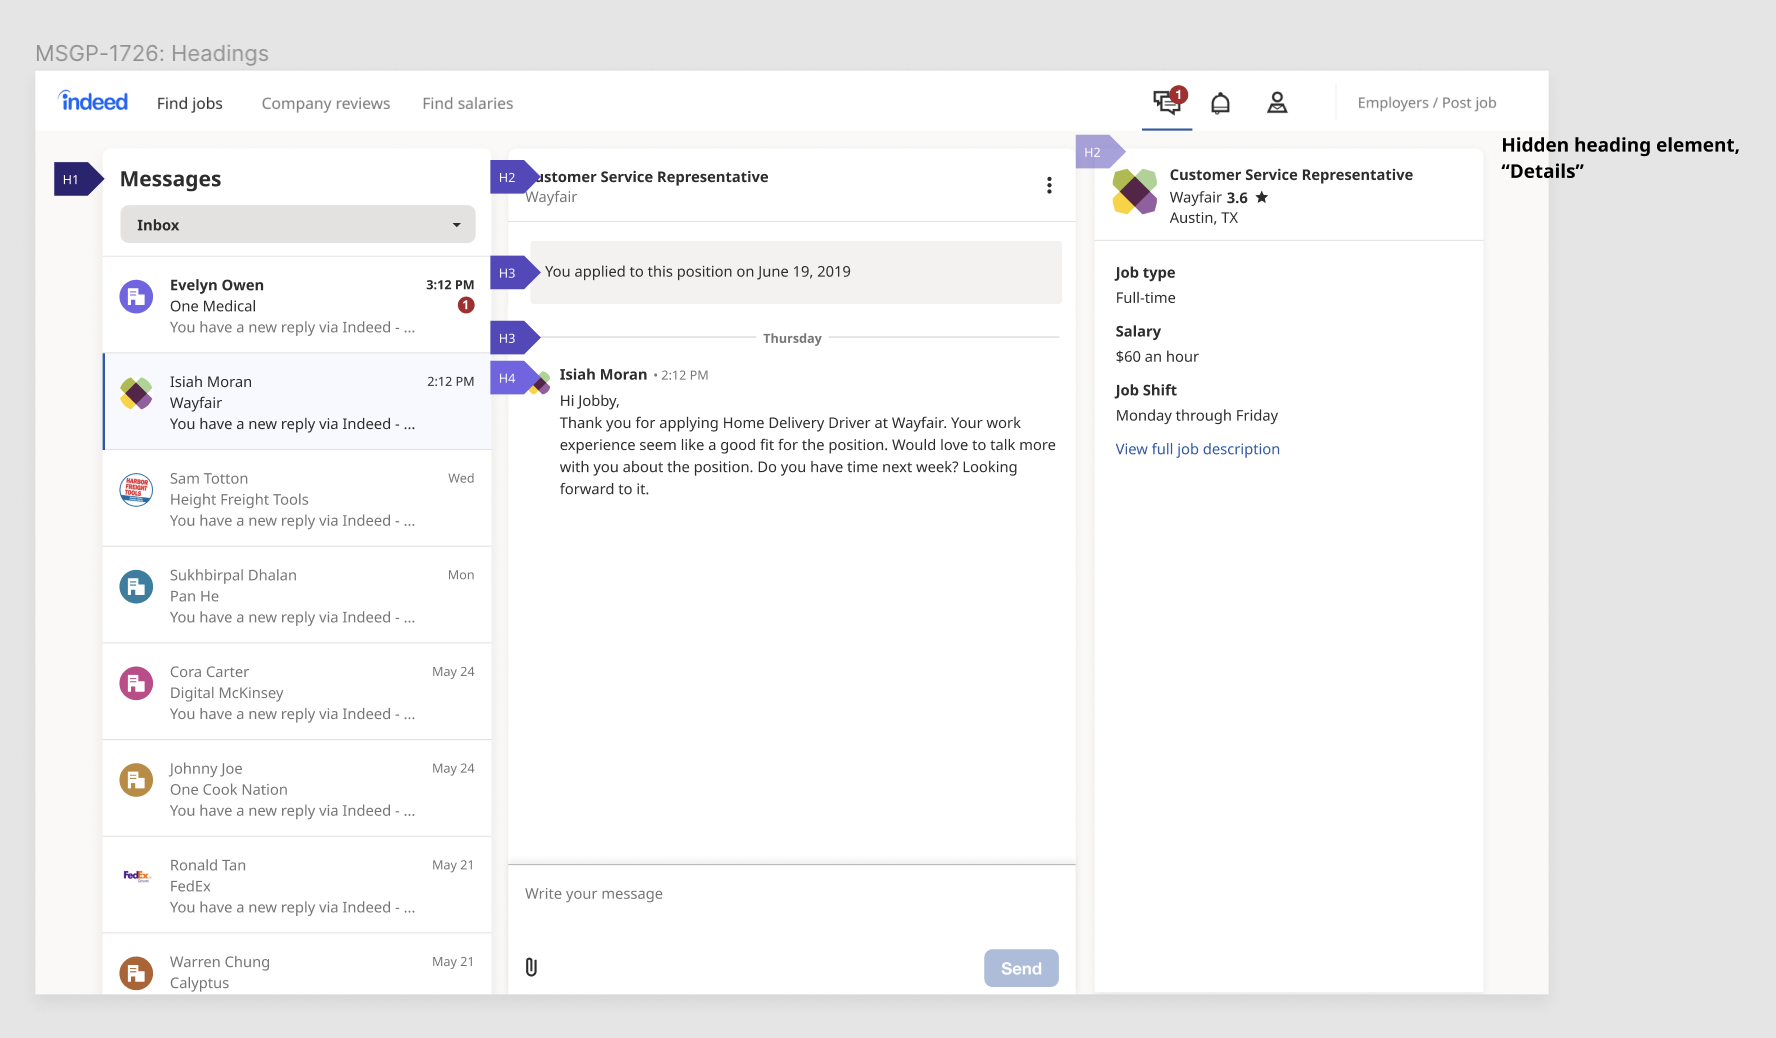 MSGP-1726: Headings
indeed
Find jobs
Company reviews
Find salaries
1
Employers / Post job
Hidden heading element,
“Details”
H1
Messages
Inbox
Evelyn Owen
3:12 PM
One Medical
1
You have a new reply via Indeed - ...
Isiah Moran
2:12 PM
Wayfair
You have a new reply via Indeed - ...
Sam Totton
Wed
Height Freight Tools
You have a new reply via Indeed - ...
HARBOR
FREIGHT
TOOLS
Sukhbirpal Dhalan
Mon
Pan He
You have a new reply via Indeed - ...
Cora Carter
May 24
Digital McKinsey
You have a new reply via Indeed - ...
Johnny Joe
May 24
One Cook Nation
You have a new reply via Indeed - ...
FedEx
Ronald Tan
May 21
FedEx
You have a new reply via Indeed - ...
Warren Chung
May 21
Calyptus
H2
Customer Service Representative
Wayfair
H3
You applied to this position on June 19, 2019
H3
Thursday
H4
Isiah Moran • 2:12 PM
Hi Jobby,
Thank you for applying Home Delivery Driver at Wayfair. Your work
experience seem like a good fit for the position. Would love to talk more
with you about the position. Do you have time next week? Looking
forward to it.
Write your message
Send
H2
Customer Service Representative
Wayfair 3.6 ★
Austin, TX
Job type
Full-time
Salary
$60 an hour
Job Shift
Monday through Friday
View full job description